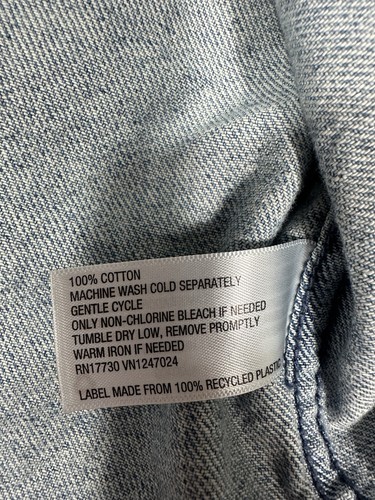 100% COTTON
MACHINE WASH COLD SEPARATELY
GENTLE CYCLE
ONLY NON-CHLORINE BLEACH IF NEEDED
TUMBLE DRY LOW, REMOVE PROMPTLY
WARM IRON IF NEEDED
RN17730 VN1247024
LABEL MADE FROM 100% RECYCLED PLASTIC